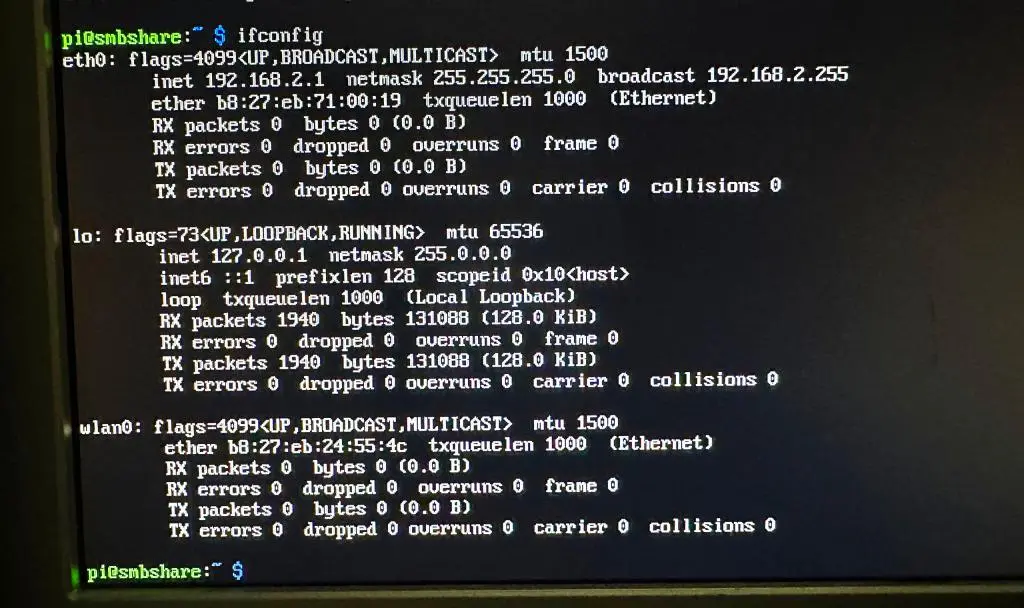 pi@smbshare:~ $ ifconfig
eth0: flags=4099<UP,BROADCAST,MULTICAST>  mtu 1500
        inet 192.168.2.1  netmask 255.255.255.0  broadcast 192.168.2.255
        ether b8:27:eb:71:00:19  txqueuelen 1000  (Ethernet)
        RX packets 0  bytes 0 (0.0 B)
        RX errors 0  dropped 0  overruns 0  frame 0
        TX packets 0  bytes 0 (0.0 B)
        TX errors 0  dropped 0 overruns 0  carrier 0  collisions 0
lo: flags=73<UP,LOOPBACK,RUNNING>  mtu 65536
        inet 127.0.0.1  netmask 255.0.0.0
        inet6 ::1  prefixlen 128  scopeid 0x10<host>
        loop  txqueuelen 1000  (Local Loopback)
        RX packets 1940  bytes 131088 (128.0 KiB)
        RX errors 0  dropped 0  overruns 0  frame 0
        TX packets 1940  bytes 131088 (128.0 KiB)
        TX errors 0  dropped 0 overruns 0  carrier 0  collisions 0
wlan0: flags=4099<UP,BROADCAST,MULTICAST>  mtu 1500
        ether b8:27:eb:24:55:4c  txqueuelen 1000  (Ethernet)
        RX packets 0  bytes 0 (0.0 B)
        RX errors 0  dropped 0  overruns 0  frame 0
        TX packets 0  bytes 0 (0.0 B)
        TX errors 0  dropped 0 overruns 0  carrier 0  collisions 0
pi@smbshare:~ $